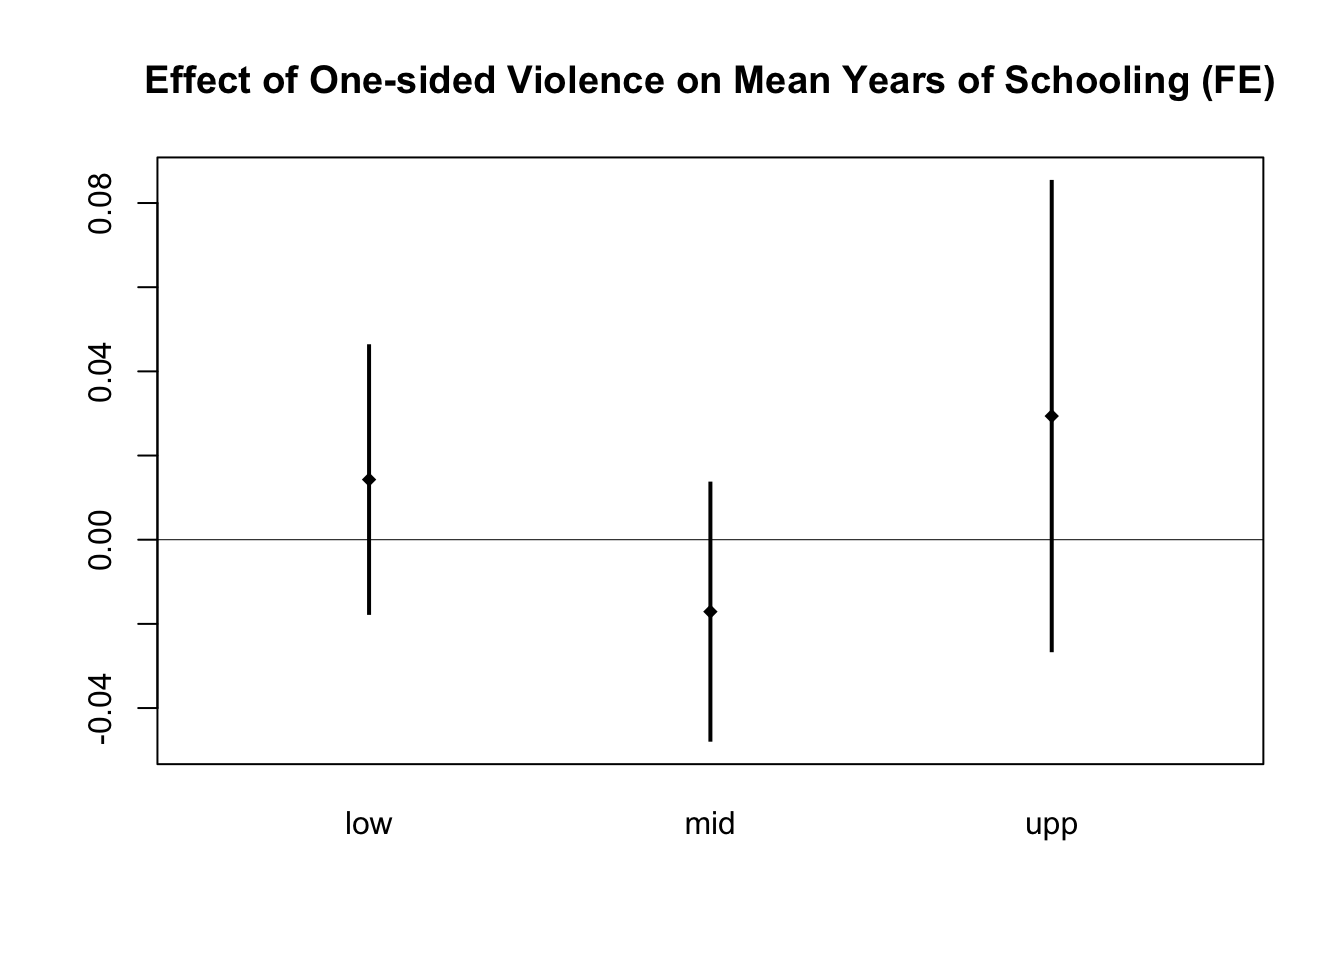 Effect of One-sided Violence on Mean Years of Schooling (FE)
0.08
0.04
0.00
-0.04
low mid upp